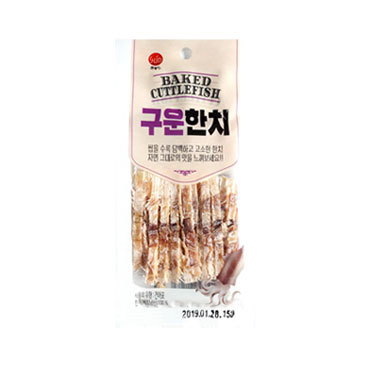 BAKED
CUTTLEFISH
구운한치
씹을 수록 담백하고 고소한 한치
자연 그대로의 맛을 느껴보세요!!
2019.01.28.159